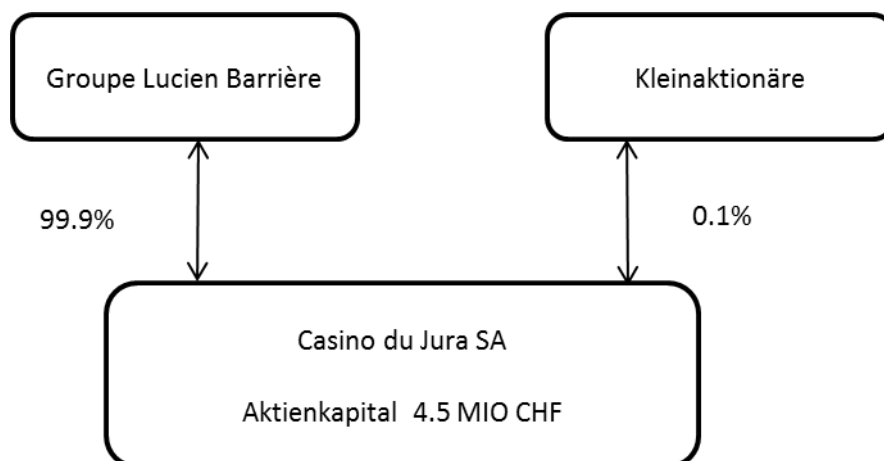 Groupe Lucien Barrière
Kleinaktionäre
99.9%
0.1%
Casino du Jura SA
Aktienkapital 4.5 MIO CHF